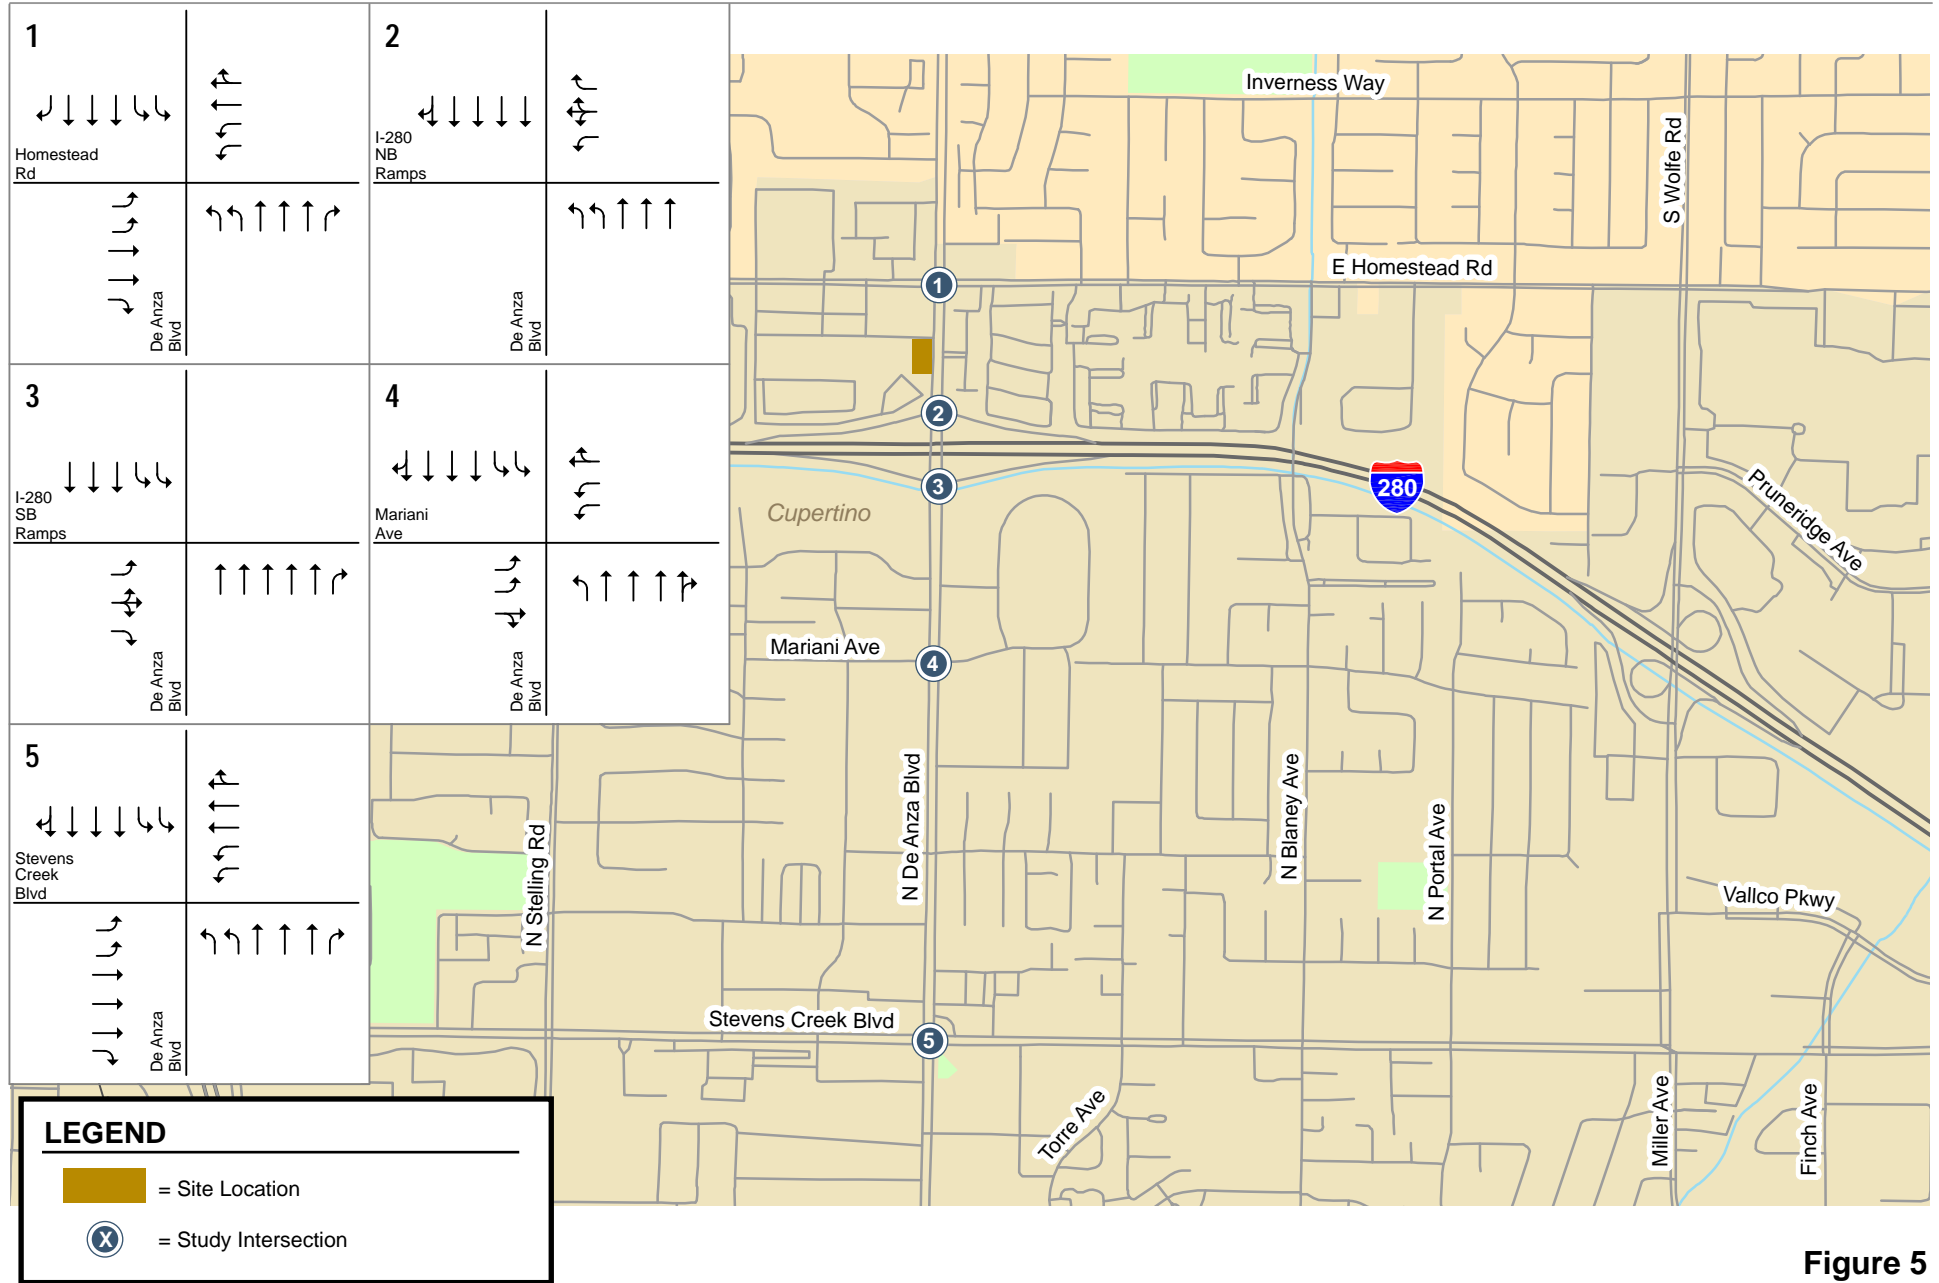 1
Homestead
Rd
De Anza
Blvd
2
I-280
NB
Ramps
De Anza
Blvd
3
I-280
SB
Ramps
De Anza
Blvd
4
Mariani
Ave
De Anza
Blvd
5
Stevens
Creek
Blvd
De Anza
Blvd
Inverness Way
S Wolfe Rd
E Homestead Rd
1
2
3
280
Cupertino
Pruneridge Ave
Mariani Ave
4
N De Anza Blvd
N Blaney Ave
N Portal Ave
N Stelling Rd
Vallco Pkwy
Stevens Creek Blvd
5
Torre Ave
Miller Ave
Finch Ave
LEGEND
= Site Location
X = Study Intersection
Figure 5